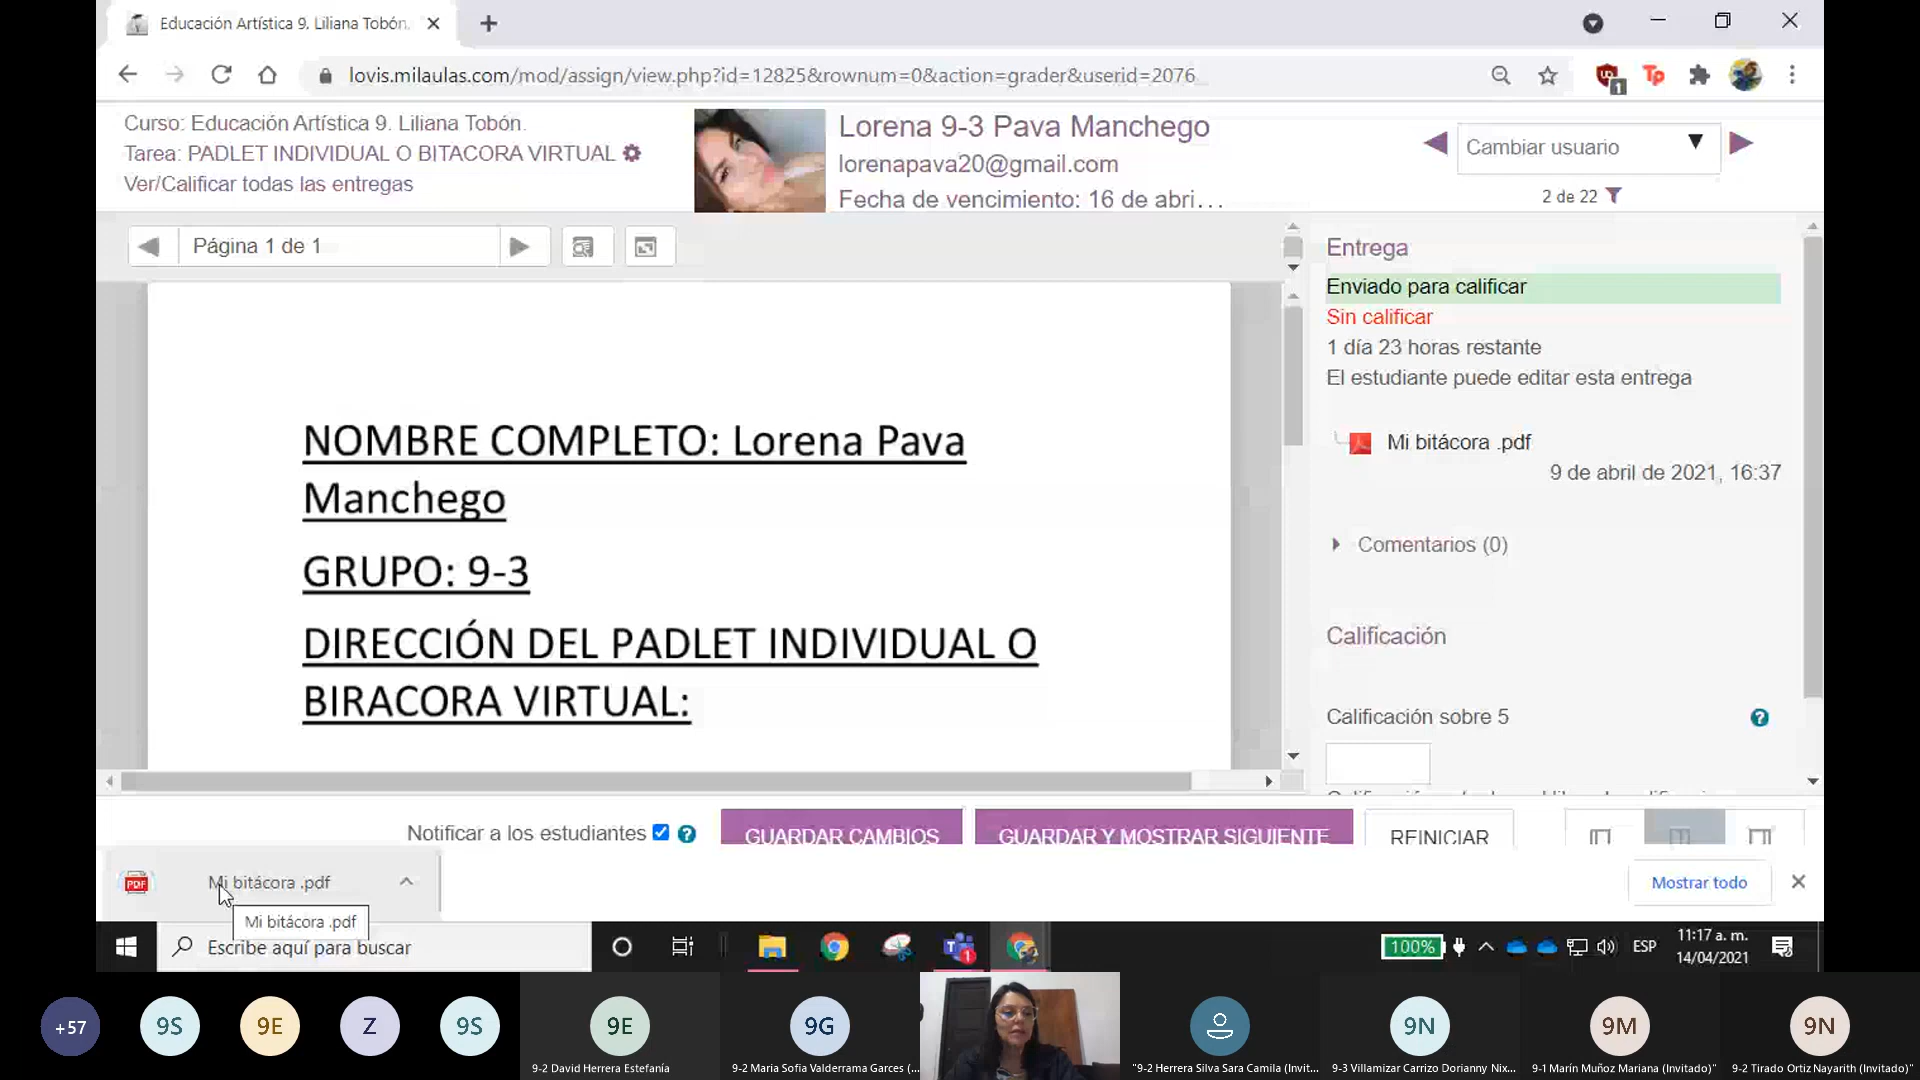 Educación Artística 9. Liliana Tobón.
lovis.milaulas.com/mod/assign/view.php?id=12825&rownum=0&action=grader&userid=2076
1
Curso: Educación Artística 9. Liliana Tobón.
Tarea: PADLET INDIVIDUAL O BITACORA VIRTUAL
Ver/Calificar todas las entregas
Lorena 9-3 Pava Manchego
lorenapava20@gmail.com
Fecha de vencimiento: 16 de abri…
Cambiar usuario
2 de 22
Página 1 de 1
NOMBRE COMPLETO: Lorena Pava
Manchego
GRUPO: 9-3
DIRECCIÓN DEL PADLET INDIVIDUAL O
BIRACORA VIRTUAL:
Entrega
Enviado para calificar
Sin calificar
1 día 23 horas restante
El estudiante puede editar esta entrega
Mi bitácora .pdf
9 de abril de 2021, 16:37
Comentarios (0)
Calificación
Calificación sobre 5
Notificar a los estudiantes
GUARDAR CAMBIOS
GUARDAR Y MOSTRAR SIGUIENTE
REINICIAR
PDF
Mi bitácora .pdf
Mostrar todo
Mi bitácora .pdf
Escribe aquí para buscar
1
100%
ESP
11:17 a. m.
14/04/2021
+57
9S
9E
Z
9S
9E
9G
9N
9M
9N
9-2 David Herrera Estefanía
9-2 Maria Sofia Valderrama Garces (...
"9-2 Herrera Silva Sara Camila (Invit...
9-3 Villamizar Carrizo Dorianny Nix...
9-1 Marín Muñoz Mariana (Invitado)"
9-2 Tirado Ortiz Nayarith (Invitado)"